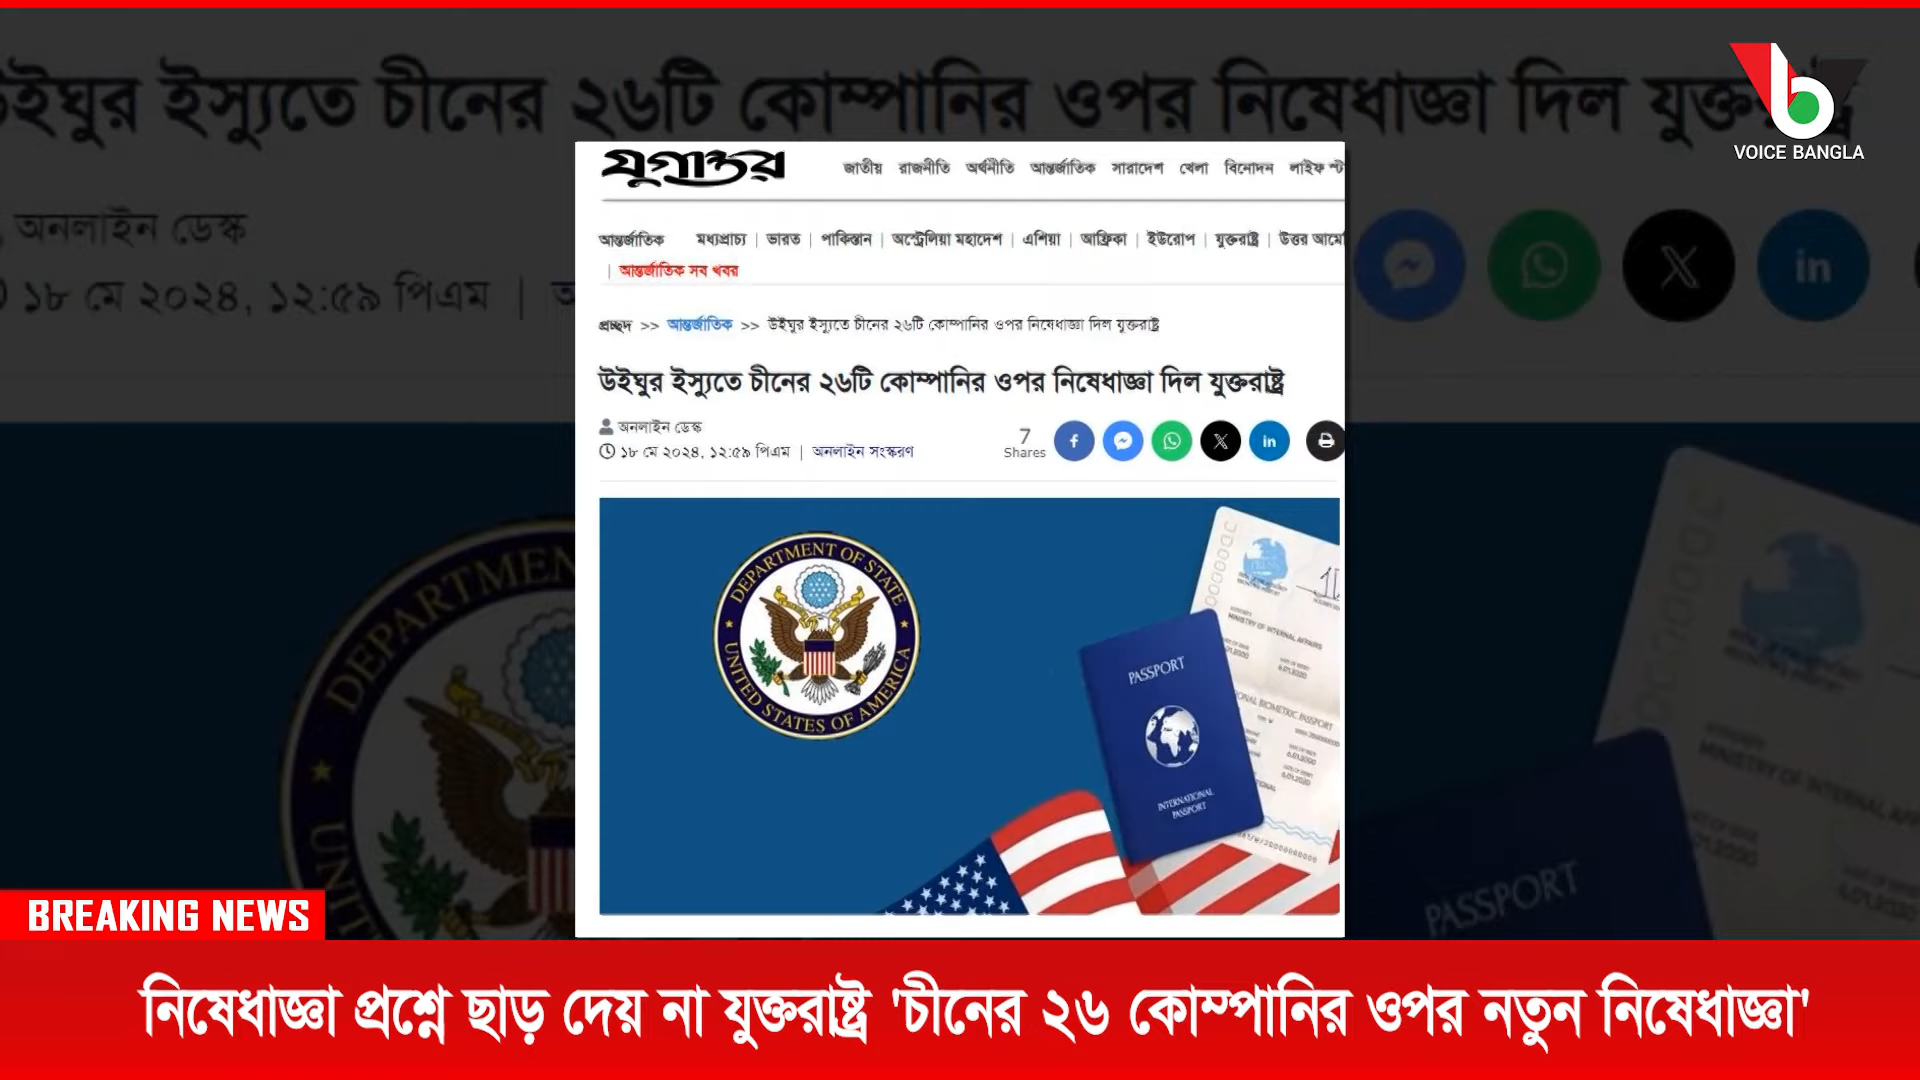 উইঘুর ইস্যুতে চীনের ২৬টি কোম্পানির ওপর নিষেধাজ্ঞা দিল যুক্তরাষ্ট্র
VOICE BANGLA
অনলাইন ডেস্ক
১৮ মে ২০২৪, ১২:৫৯ পিএম |
যুগান্তর
জাতীয় রাজনীতি অর্থনীতি আন্তর্জাতিক সারাদেশ খেলা বিনোদন লাইফ স্ট
আন্তর্জাতিক মধ্যপ্রাচ্য | ভারত | পাকিস্তান | অস্ট্রেলিয়া মহাদেশ | এশিয়া | আফ্রিকা | ইউরোপ | যুক্তরাষ্ট্র | উত্তর আমে
| আন্তর্জাতিক সব খবর
প্রচ্ছদ >> আন্তর্জাতিক >> উইঘুর ইস্যুতে চীনের ২৬টি কোম্পানির ওপর নিষেধাজ্ঞা দিল যুক্তরাষ্ট্র
উইঘুর ইস্যুতে চীনের ২৬টি কোম্পানির ওপর নিষেধাজ্ঞা দিল যুক্তরাষ্ট্র
অনলাইন ডেস্ক
১৮ মে ২০২৪, ১২:৫৯ পিএম | অনলাইন সংস্করণ
7
Shares
DEPARTMENT OF STATE
UNITED STATES OF AMERICA
PASSPORT
INTERNATIONAL
PASSPORT
MINISTRY OF INTERNAL AFFAIRS
BREAKING NEWS
নিষেধাজ্ঞা প্রশ্নে ছাড় দেয় না যুক্তরাষ্ট্র 'চীনের ২৬ কোম্পানির ওপর নতুন নিষেধাজ্ঞা'